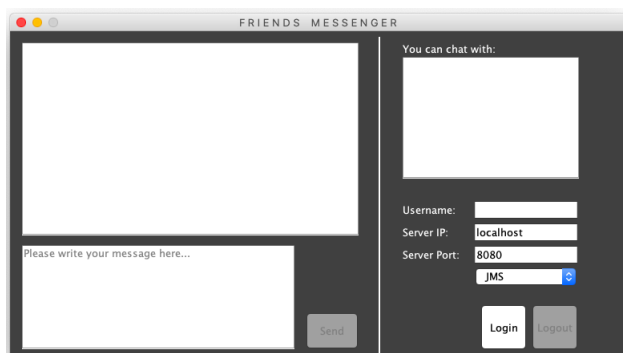 FRIENDS MESSENGER
You can chat with:
Username:
Server IP: localhost
Server Port: 8080
JMS
Please write your message here...
Send
Login Logout